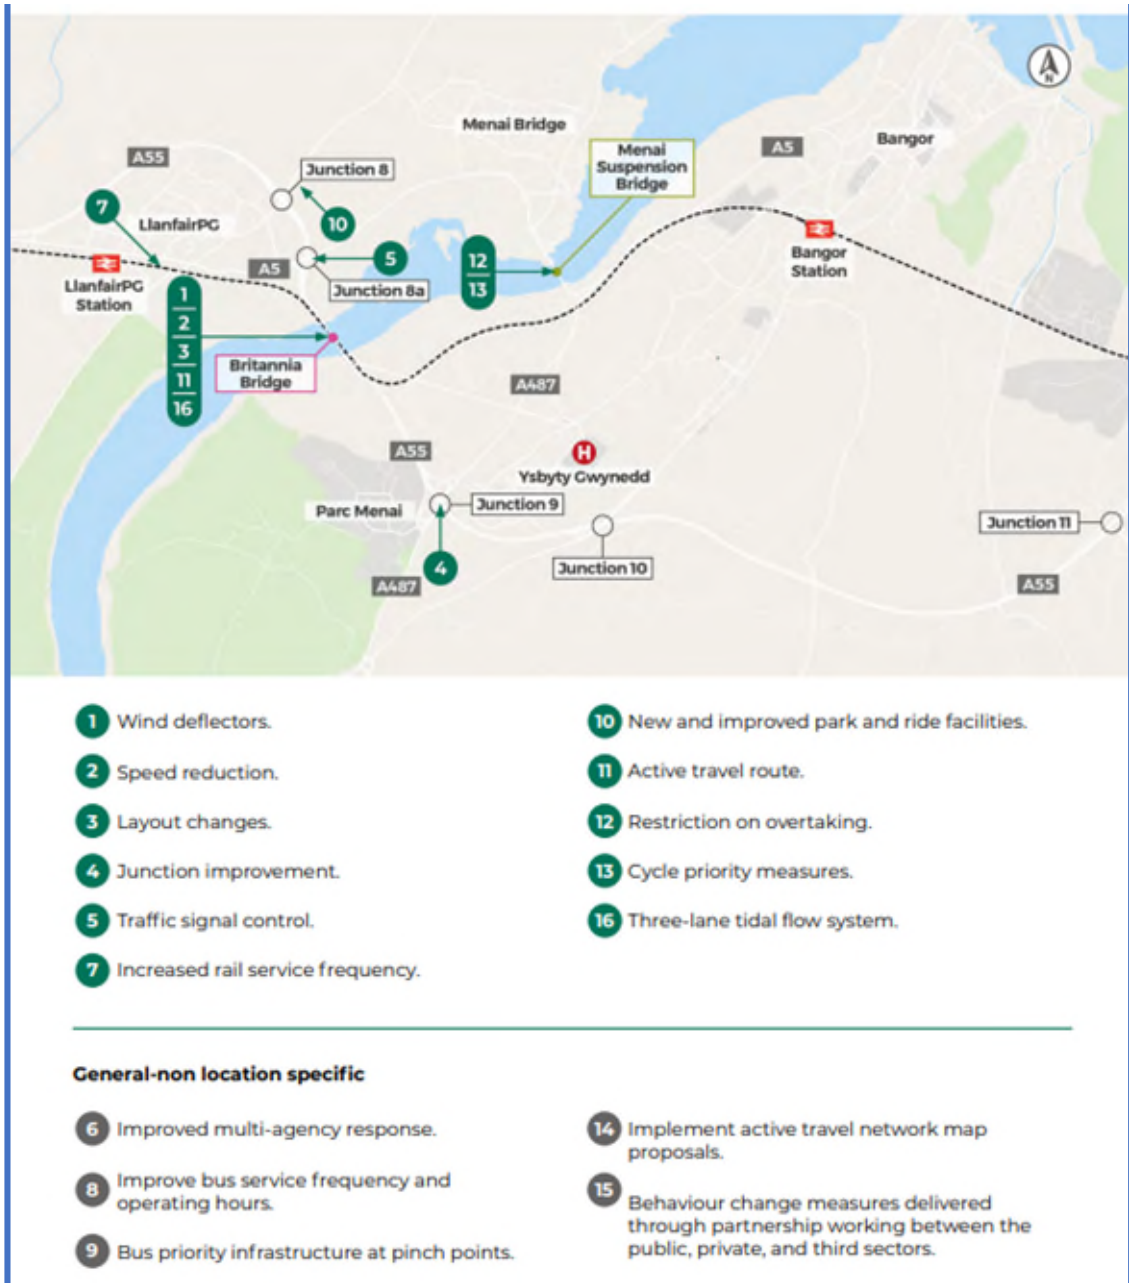 N
Menai Bridge
Bangor
A5
Menai
Suspension
Bridge
A55
Junction 8
7
10
LlanfairPG
5
12
13
A5
Bangor
Station
LlanfairPG
Station
Junction 8a
1
2
3
11
16
Britannia
Bridge
A487
A55
H
Ysbyty Gwynedd
Parc Menai
Junction 9
Junction 11
4
Junction 10
A487
A55
1 Wind deflectors.
2 Speed reduction.
3 Layout changes.
4 Junction improvement.
5 Traffic signal control.
7 Increased rail service frequency.
10 New and improved park and ride facilities.
11 Active travel route.
12 Restriction on overtaking.
13 Cycle priority measures.
16 Three-lane tidal flow system.
General-non location specific
6 Improved multi-agency response.
8 Improve bus service frequency and
operating hours.
9 Bus priority infrastructure at pinch points.
14 Implement active travel network map
proposals.
15 Behaviour change measures delivered
through partnership working between the
public, private, and third sectors.